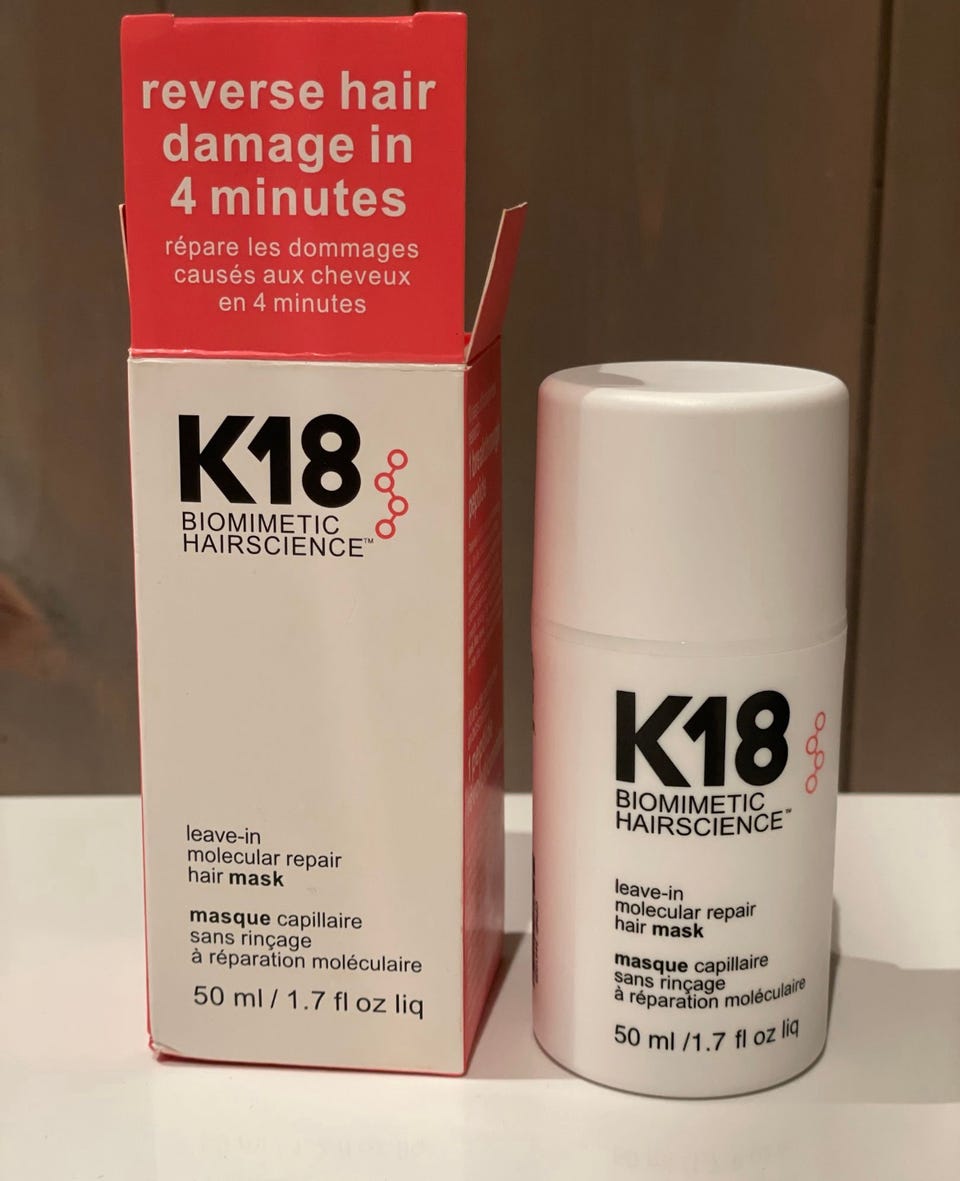 reverse hair
damage in
4 minutes
répare les dommages
causés aux cheveux
en 4 minutes
K18
BIOMIMETIC
HAIRSCIENCE™
leave-in
molecular repair
hair mask
masque capillaire
sans rinçage
à réparation moléculaire
50 ml / 1.7 fl oz liq
peptide
K18
BIOMIMETIC
HAIRSCIENCE™
leave-in
molecular repair
hair mask
masque capillaire
sans rinçage
à réparation moléculaire
50 ml /1.7 fl oz liq